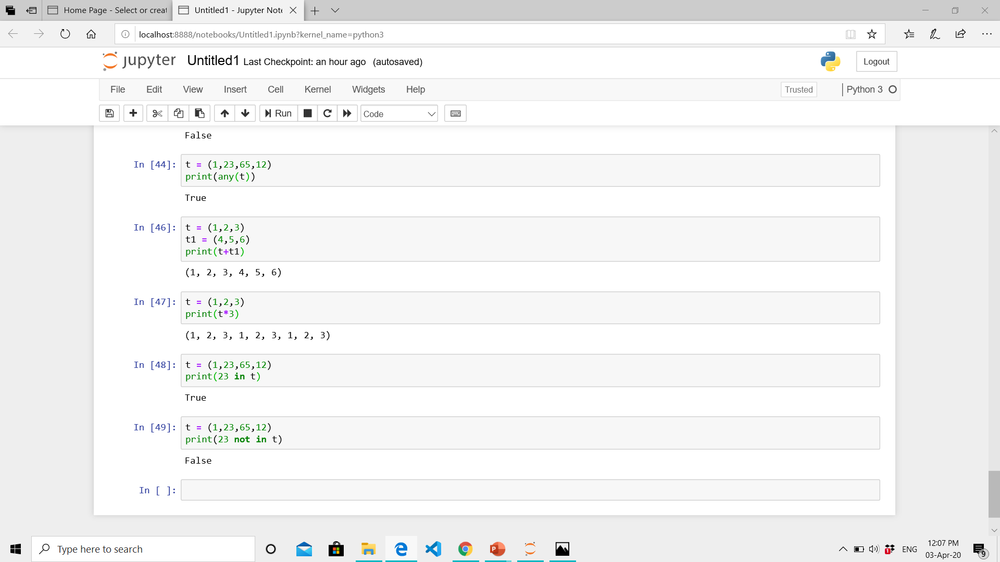 Home Page - Select or creat
Untitled1 - Jupyter Note
localhost:8888/notebooks/Untitled1.ipynb?kernel_name=python3
jupyter Untitled1 Last Checkpoint: an hour ago (autosaved)
Logout
File Edit View Insert Cell Kernel Widgets Help
Trusted
Python 3
Run
Code
False
In [44]: t = (1,23,65,12)
print(any(t))
True
In [46]: t = (1,2,3)
t1 = (4,5,6)
print(t+t1)
(1, 2, 3, 4, 5, 6)
In [47]: t = (1,2,3)
print(t*3)
(1, 2, 3, 1, 2, 3, 1, 2, 3)
In [48]: t = (1,23,65,12)
print(23 in t)
True
In [49]: t = (1,23,65,12)
print(23 not in t)
False
In [ ]:
Type here to search
P
1
ENG
12:07 PM
03-Apr-20
9